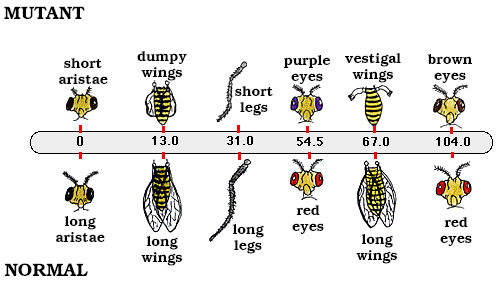 MUTANT
short
aristae
dumpy
wings
short
legs
purple
eyes
vestigal
wings
brown
eyes
0
13.0
31.0
54.5
67.0
104.0
long
aristae
long
wings
long
legs
red
eyes
long
wings
red
eyes
NORMAL